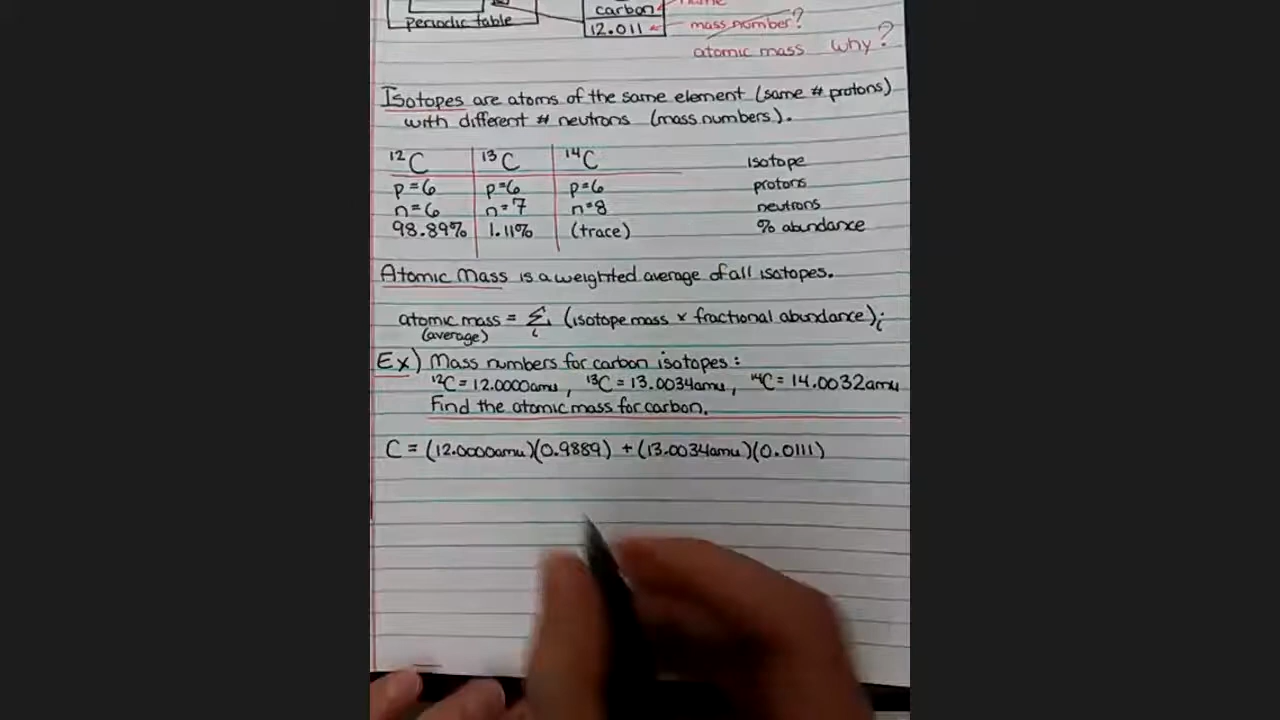 carbon
periodic table
12.011
mass number?
atomic mass why?
Isotopes are atoms of the same element (same # protons)
with different # neutrons (mass numbers).
¹²C ¹³C ¹⁴C isotope
p=6 p=6 p=6 protons
n=6 n=7 n=8 neutrons
98.89% 1.11% (trace) % abundance
Atomic Mass is a weighted average of all isotopes.
atomic mass = Σᵢ (isotope mass × fractional abundance)ᵢ
(average)
Ex) Mass numbers for carbon isotopes:
¹²C = 12.0000amu, ¹³C = 13.0034amu, ¹⁴C = 14.0032amu
Find the atomic mass for carbon.
C = (12.0000amu)(0.9889) + (13.0034amu)(0.0111)